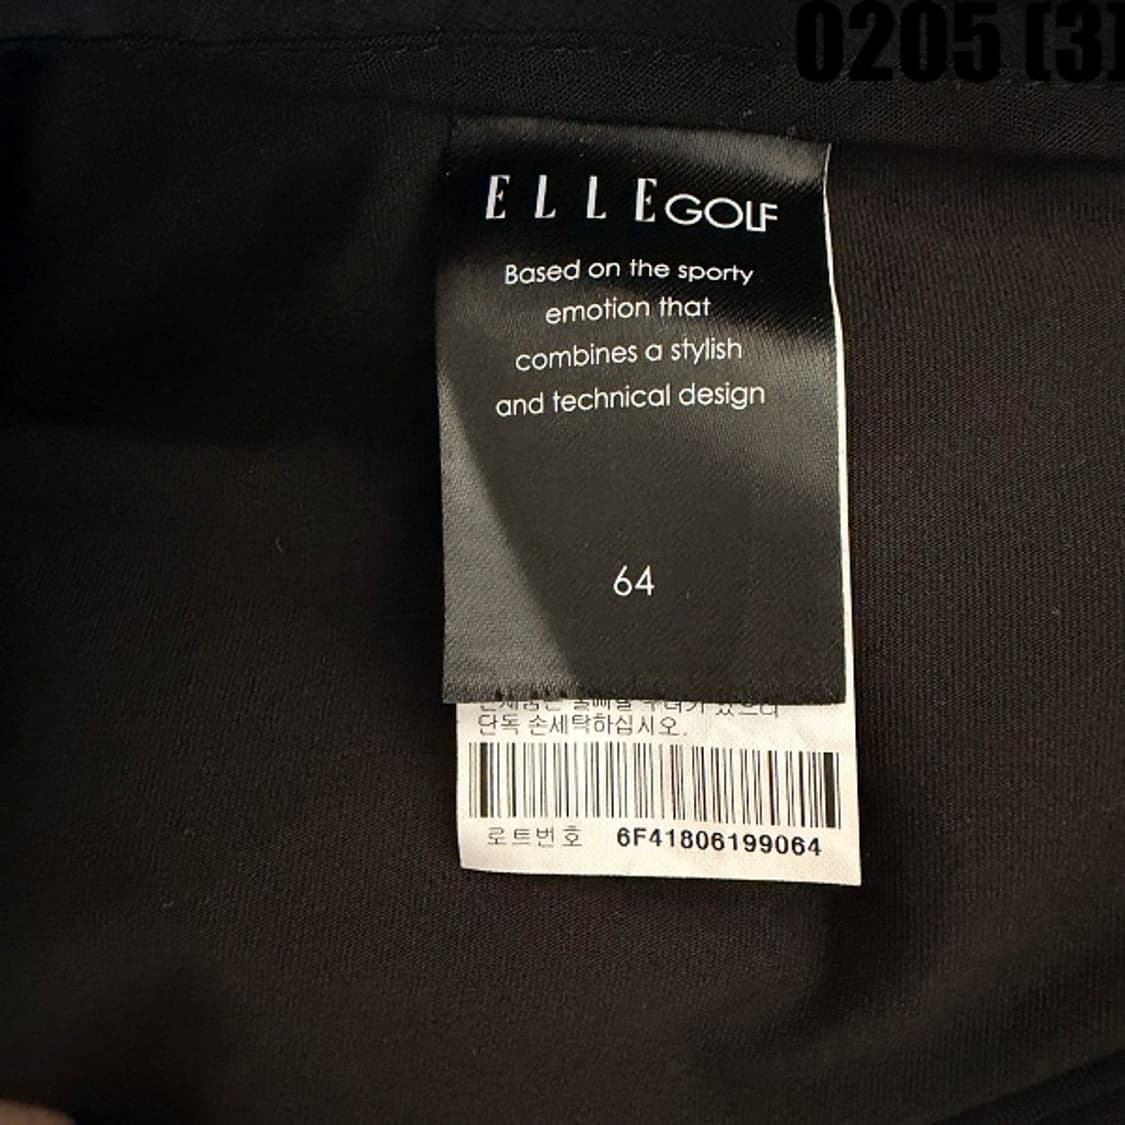 0205 (3)
ELLE GOLF
Based on the sporty
emotion that
combines a stylish
and technical design
64
단독 손세탁하십시오.
로트번호 6F41806199064